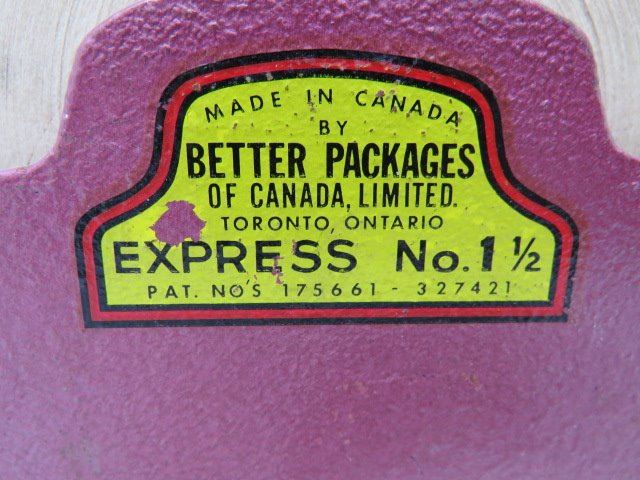 MADE IN CANADA
BY
BETTER PACKAGES
OF CANADA, LIMITED.
TORONTO, ONTARIO
EXPRESS No. 1 ½
PAT. NO'S 175661 - 327421